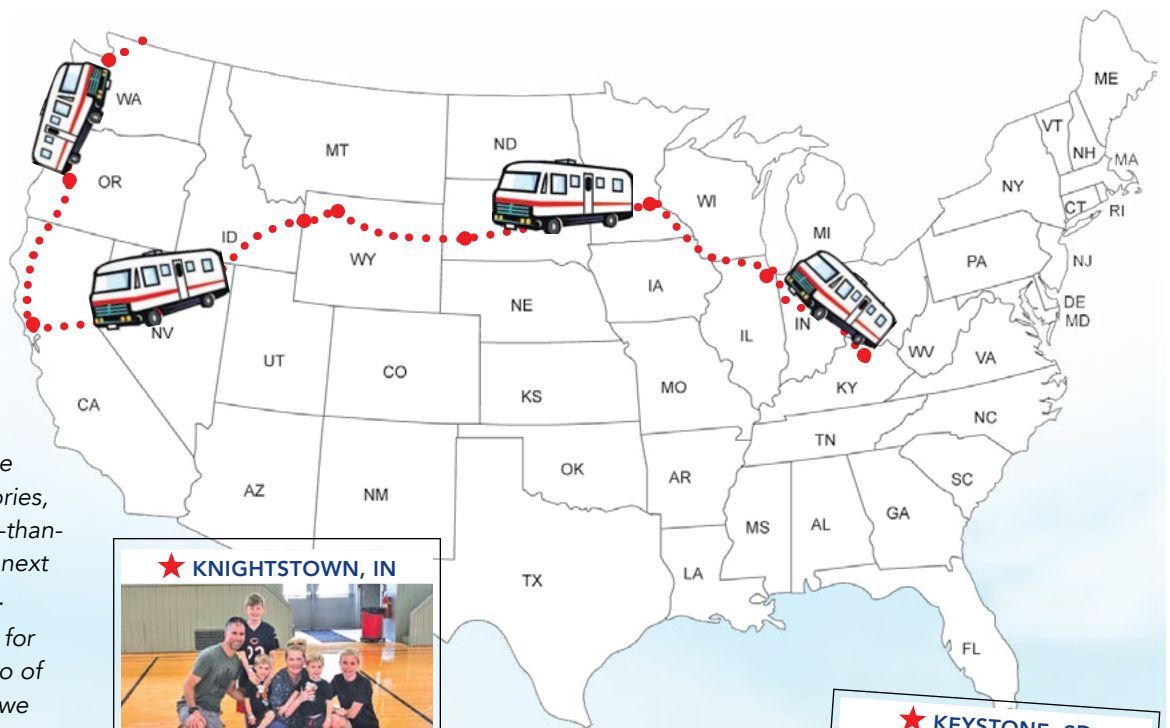 WA
MT
ND
ME
VT
NH
MA
OR
NY
CT
RI
WI
MI
ID
WY
PA
NJ
IA
NE
DE
MD
NV
IL
IN
WV
UT
CO
VA
KS
MO
KY
CA
NC
TN
OK
AR
SC
AZ
NM
MS
AL
GA
LA
TX
FL
e
ories,
-than-
next
.
for
o of
we
KNIGHTSTOWN, IN
KEYSTONE, SD